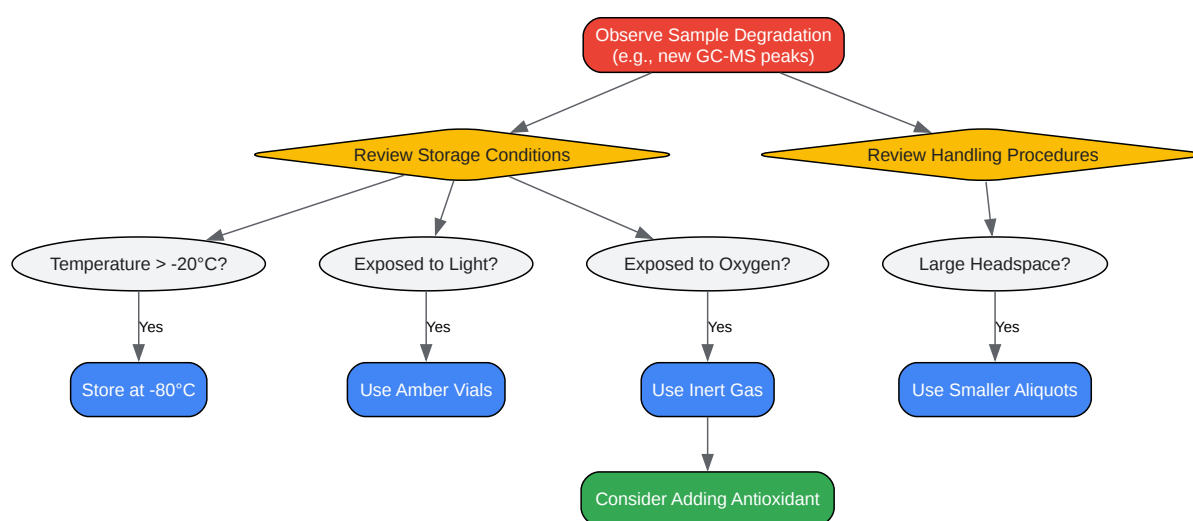 Observe Sample Degradation
(e.g., new GC-MS peaks)
Review Storage Conditions
Review Handling Procedures
Temperature > -20°C?
Exposed to Light?
Exposed to Oxygen?
Large Headspace?
Yes
Yes
Yes
Yes
Store at -80°C
Use Amber Vials
Use Inert Gas
Use Smaller Aliquots
Consider Adding Antioxidant